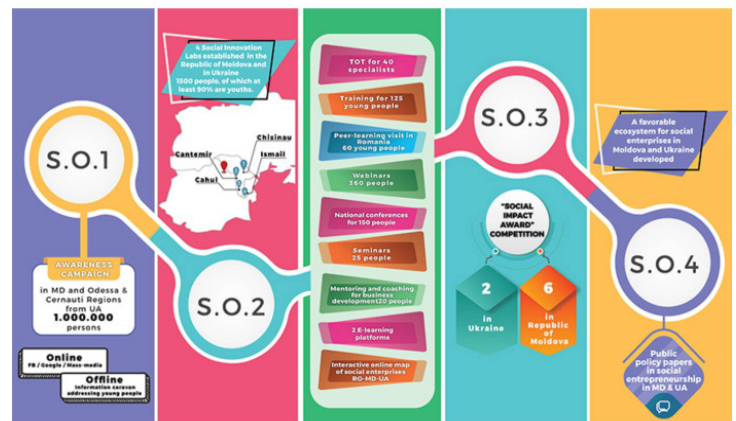 S.O.1
AWARENESS
CAMPAIGN
in MD and Odessa &
Cernauti Regions
from UA
1.000.000
persons
Online
FB / Google / Mass-media
Offline
Information caravan
addressing young people
4 Social Innovation
Labs established in the
Republic of Moldova and
in Ukraine
1500 people, of which at
least 90% are youths.
Chisinau
Cantemir
Ismail
Cahul
S.O.2
TOT for 40
specialists
Training for 125
young people
Peer-learning visit in
Romania
60 young people
Webinars
360 people
National conferences
for 150 people
Seminars
25 people
Mentoring and coaching
for business
development20 people
2 E-learning
platforms
Interactive online map
of social enterprises
RO-MD-UA
S.O.3
"SOCIAL
IMPACT
AWARD"
COMPETITION
2
in
Ukraine
6
in
Republic
of
Moldova
A favorable
ecosystem for social
enterprises in
Moldova and Ukraine
developed
S.O.4
Public
policy papers
in social
entrepreneurship
in MD & UA